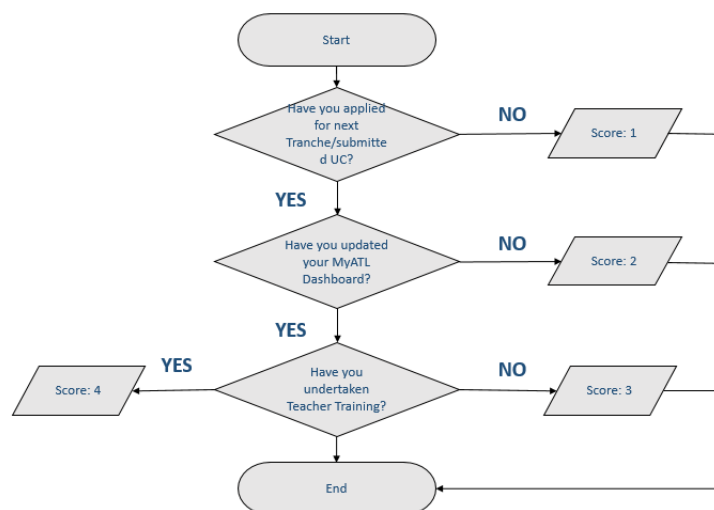 Start
Have you applied
for next
Tranche/submitte
d UC?
NO
Score: 1
YES
Have you updated
your MyATL
Dashboard?
NO
Score: 2
YES
Have you
undertaken
Teacher Training?
YES
Score: 4
NO
Score: 3
End